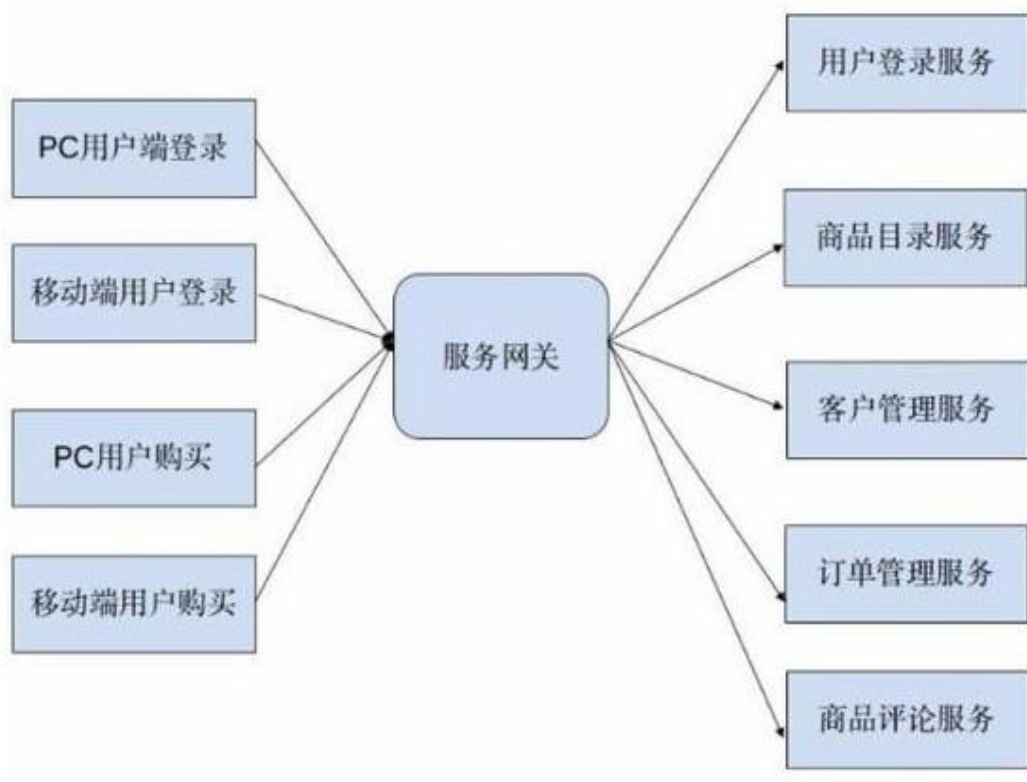 PC用户端登录
移动端用户登录
PC用户购买
移动端用户购买
服务网关
用户登录服务
商品目录服务
客户管理服务
订单管理服务
商品评论服务